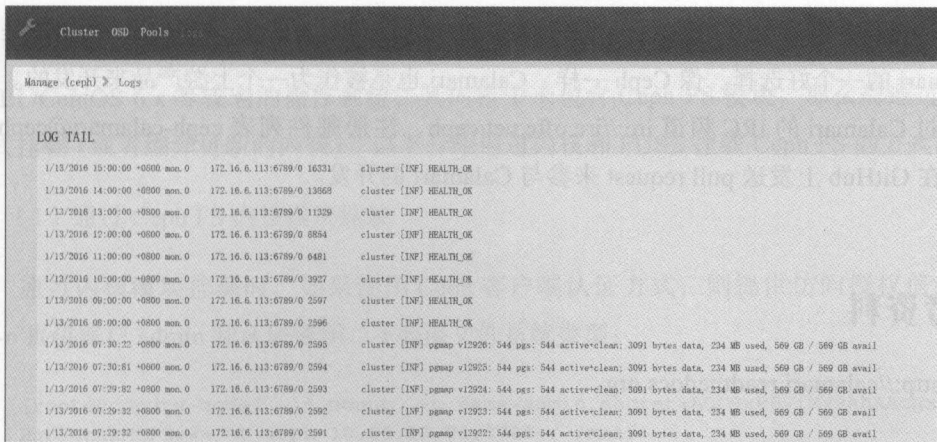 Cluster OSD Pools Logs
Manage (ceph) > Logs
LOG TAIL
1/13/2016 15:00:00 +0800 mon.0 172.16.6.113:6789/0 16331 cluster [INF] HEALTH_OK
1/13/2016 14:00:00 +0800 mon.0 172.16.6.113:6789/0 13868 cluster [INF] HEALTH_OK
1/13/2016 13:00:00 +0800 mon.0 172.16.6.113:6789/0 11329 cluster [INF] HEALTH_OK
1/13/2016 12:00:00 +0800 mon.0 172.16.6.113:6789/0 8854 cluster [INF] HEALTH_OK
1/13/2016 11:00:00 +0800 mon.0 172.16.6.113:6789/0 6481 cluster [INF] HEALTH_OK
1/13/2016 10:00:00 +0800 mon.0 172.16.6.113:6789/0 3927 cluster [INF] HEALTH_OK
1/13/2016 09:00:00 +0800 mon.0 172.16.6.113:6789/0 2597 cluster [INF] HEALTH_OK
1/13/2016 08:00:00 +0800 mon.0 172.16.6.113:6789/0 2596 cluster [INF] HEALTH_OK
1/13/2016 07:30:22 +0800 mon.0 172.16.6.113:6789/0 2595 cluster [INF] pgmap v12926: 544 pgs: 544 active+clean; 3091 bytes data, 234 MB used, 569 GB / 569 GB avail
1/13/2016 07:30:81 +0800 mon.0 172.16.6.113:6789/0 2594 cluster [INF] pgmap v12925: 544 pgs: 544 active+clean; 3091 bytes data, 234 MB used, 569 GB / 569 GB avail
1/13/2016 07:29:82 +0800 mon.0 172.16.6.113:6789/0 2593 cluster [INF] pgmap v12924: 544 pgs: 544 active+clean; 3091 bytes data, 234 MB used, 569 GB / 569 GB avail
1/13/2016 07:29:32 +0800 mon.0 172.16.6.113:6789/0 2592 cluster [INF] pgmap v12923: 544 pgs: 544 active+clean; 3091 bytes data, 234 MB used, 569 GB / 569 GB avail
1/13/2016 07:29:32 +0800 mon.0 172.16.6.113:6789/0 2591 cluster [INF] pgmap v12922: 544 pgs: 544 active+clean; 3091 bytes data, 234 MB used, 569 GB / 569 GB avail